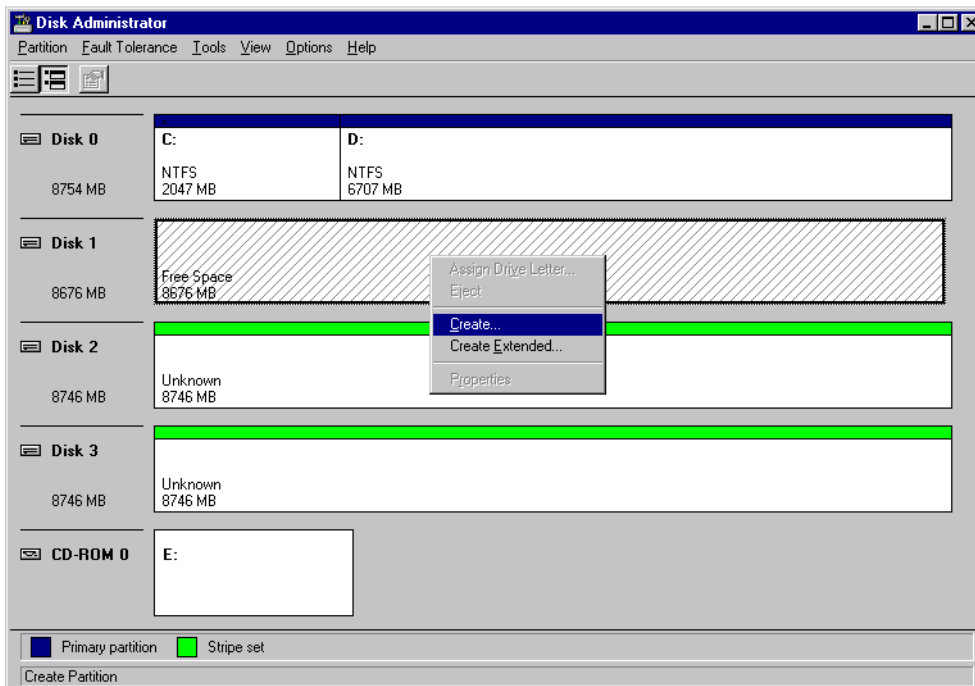 Disk Administrator
Partition Fault Tolerance Tools View Options Help
Disk 0
8754 MB
C:
NTFS
2047 MB
D:
NTFS
6707 MB
Disk 1
8676 MB
Free Space
8676 MB
Assign Drive Letter...
Eject
Create...
Create Extended...
Properties
Disk 2
8746 MB
Unknown
8746 MB
Disk 3
8746 MB
Unknown
8746 MB
CD-ROM 0
E:
Primary partition Stripe set
Create Partition